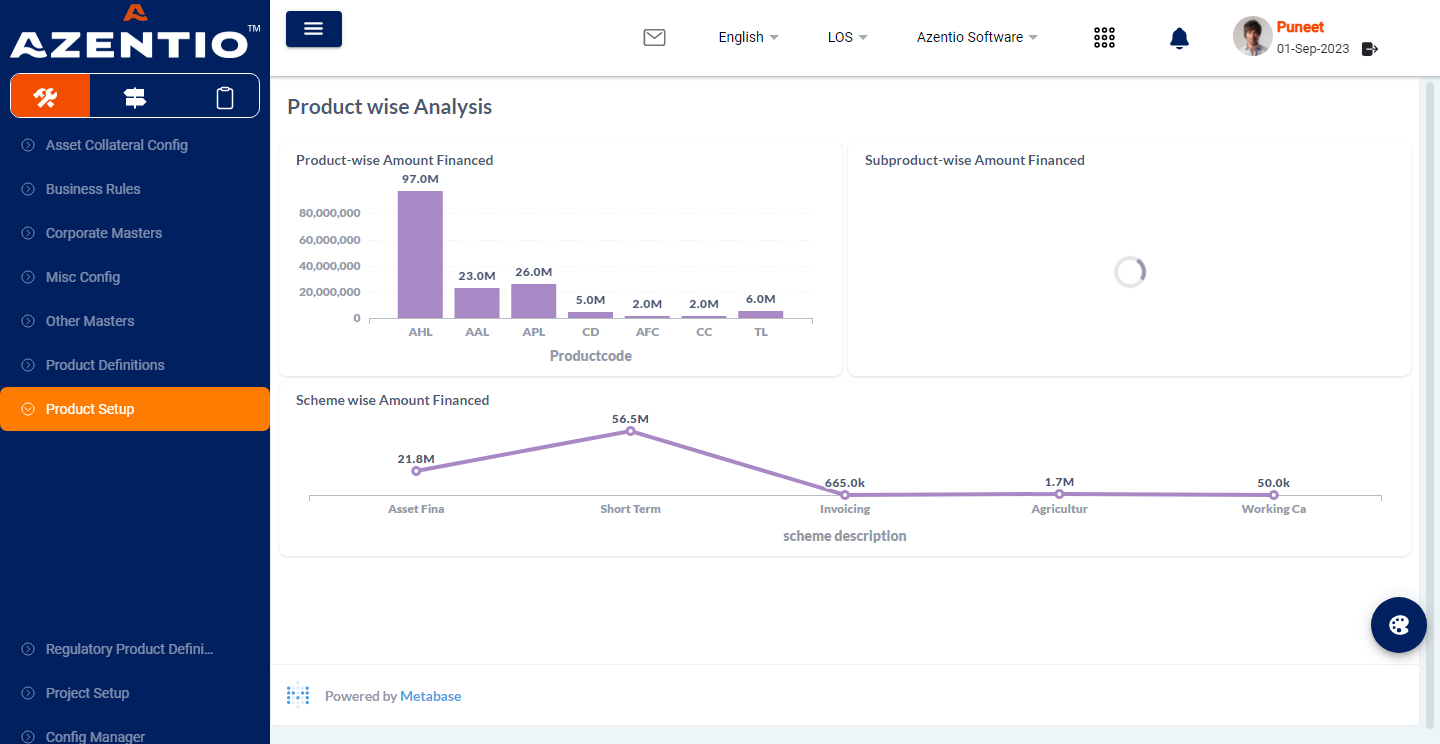 AZENTIO™
English
LOS
Azentio Software
Puneet
01-Sep-2023
Asset Collateral Config
Business Rules
Corporate Masters
Misc Config
Other Masters
Product Definitions
Product Setup
Regulatory Product Defini...
Project Setup
Config Manager
Product wise Analysis
Product-wise Amount Financed
97.0M
80,000,000
60,000,000
40,000,000
20,000,000
0
23.0M
26.0M
5.0M
2.0M
2.0M
6.0M
AHL
AAL
APL
CD
AFC
CC
TL
Productcode
Subproduct-wise Amount Financed
Scheme wise Amount Financed
21.8M
56.5M
665.0k
1.7M
50.0k
Asset Fina
Short Term
Invoicing
Agricultur
Working Ca
scheme description
Powered by Metabase